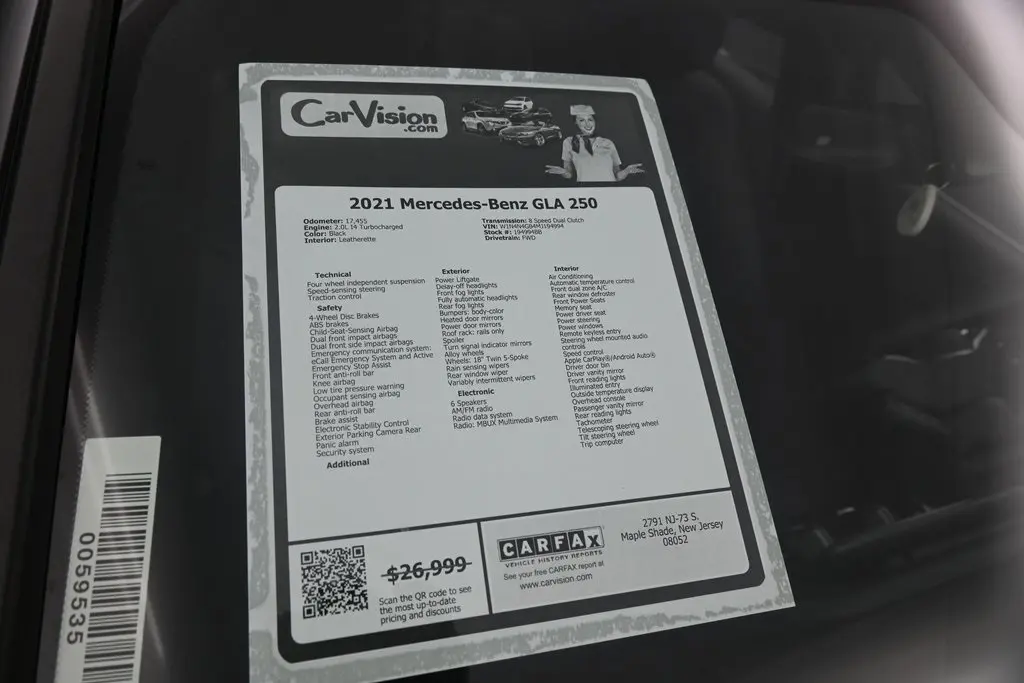 CarVision
.com
2021 Mercedes-Benz GLA 250
Odometer: 17,455
Engine: 2.0L I4 Turbocharged
Color: Black
Interior: Leatherette
Transmission: 8 Speed Dual Clutch
VIN: W1N4N4GB4MJ194994
Stock #: 194994BB
Drivetrain: FWD
Technical
Four wheel independent suspension
Speed-sensing steering
Traction control
Safety
4-Wheel Disc Brakes
ABS brakes
Child-Seat-Sensing Airbag
Dual front impact airbags
Dual front side impact airbags
Emergency communication system:
eCall Emergency System and Active
Emergency Stop Assist
Front anti-roll bar
Knee airbag
Low tire pressure warning
Occupant sensing airbag
Overhead airbag
Rear anti-roll bar
Brake assist
Electronic Stability Control
Exterior Parking Camera Rear
Panic alarm
Security system
Additional
Exterior
Power Liftgate
Delay-off headlights
Front fog lights
Fully automatic headlights
Rear fog lights
Bumpers: body-color
Heated door mirrors
Power door mirrors
Roof rack: rails only
Spoiler
Turn signal indicator mirrors
Alloy wheels
Wheels: 18" Twin 5-Spoke
Rain sensing wipers
Rear window wiper
Variably intermittent wipers
Electronic
6 Speakers
AM/FM radio
Radio data system
Radio: MBUX Multimedia System
Interior
Air Conditioning
Automatic temperature control
Front dual zone A/C
Rear window defroster
Front Power Seats
Memory seat
Power driver seat
Power steering
Power windows
Remote keyless entry
Steering wheel mounted audio
controls
Speed control
Apple CarPlay®/Android Auto®
Driver door bin
Driver vanity mirror
Front reading lights
Illuminated entry
Outside temperature display
Overhead console
Passenger vanity mirror
Rear reading lights
Tachometer
Telescoping steering wheel
Tilt steering wheel
Trip computer
$26,999
Scan the QR code to see
the most up-to-date
pricing and discounts
CARFAX
VEHICLE HISTORY REPORTS
See your free CARFAX report at
www.carvision.com
2791 NJ-73 S.
Maple Shade, New Jersey
08052
0059535